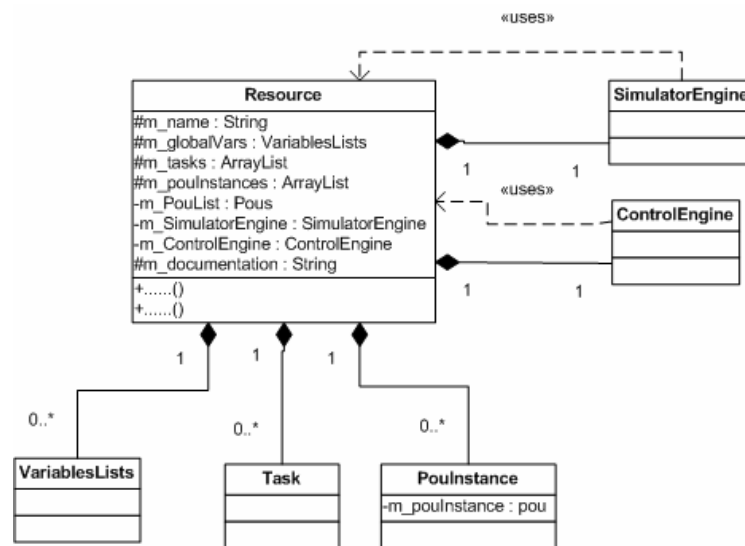 «uses»
Resource
#m_name : String
#m_globalVars : VariablesLists
#m_tasks : ArrayList
#m_pouInstances : ArrayList
-m_PouList : Pous
-m_SimulatorEngine : SimulatorEngine
-m_ControlEngine : ControlEngine
#m_documentation : String
+......()
+......()
SimulatorEngine
1
1
«uses»
ControlEngine
1
1
1
1
1
0..*
0..*
0..*
VariablesLists
Task
PouInstance
-m_pouInstance : pou